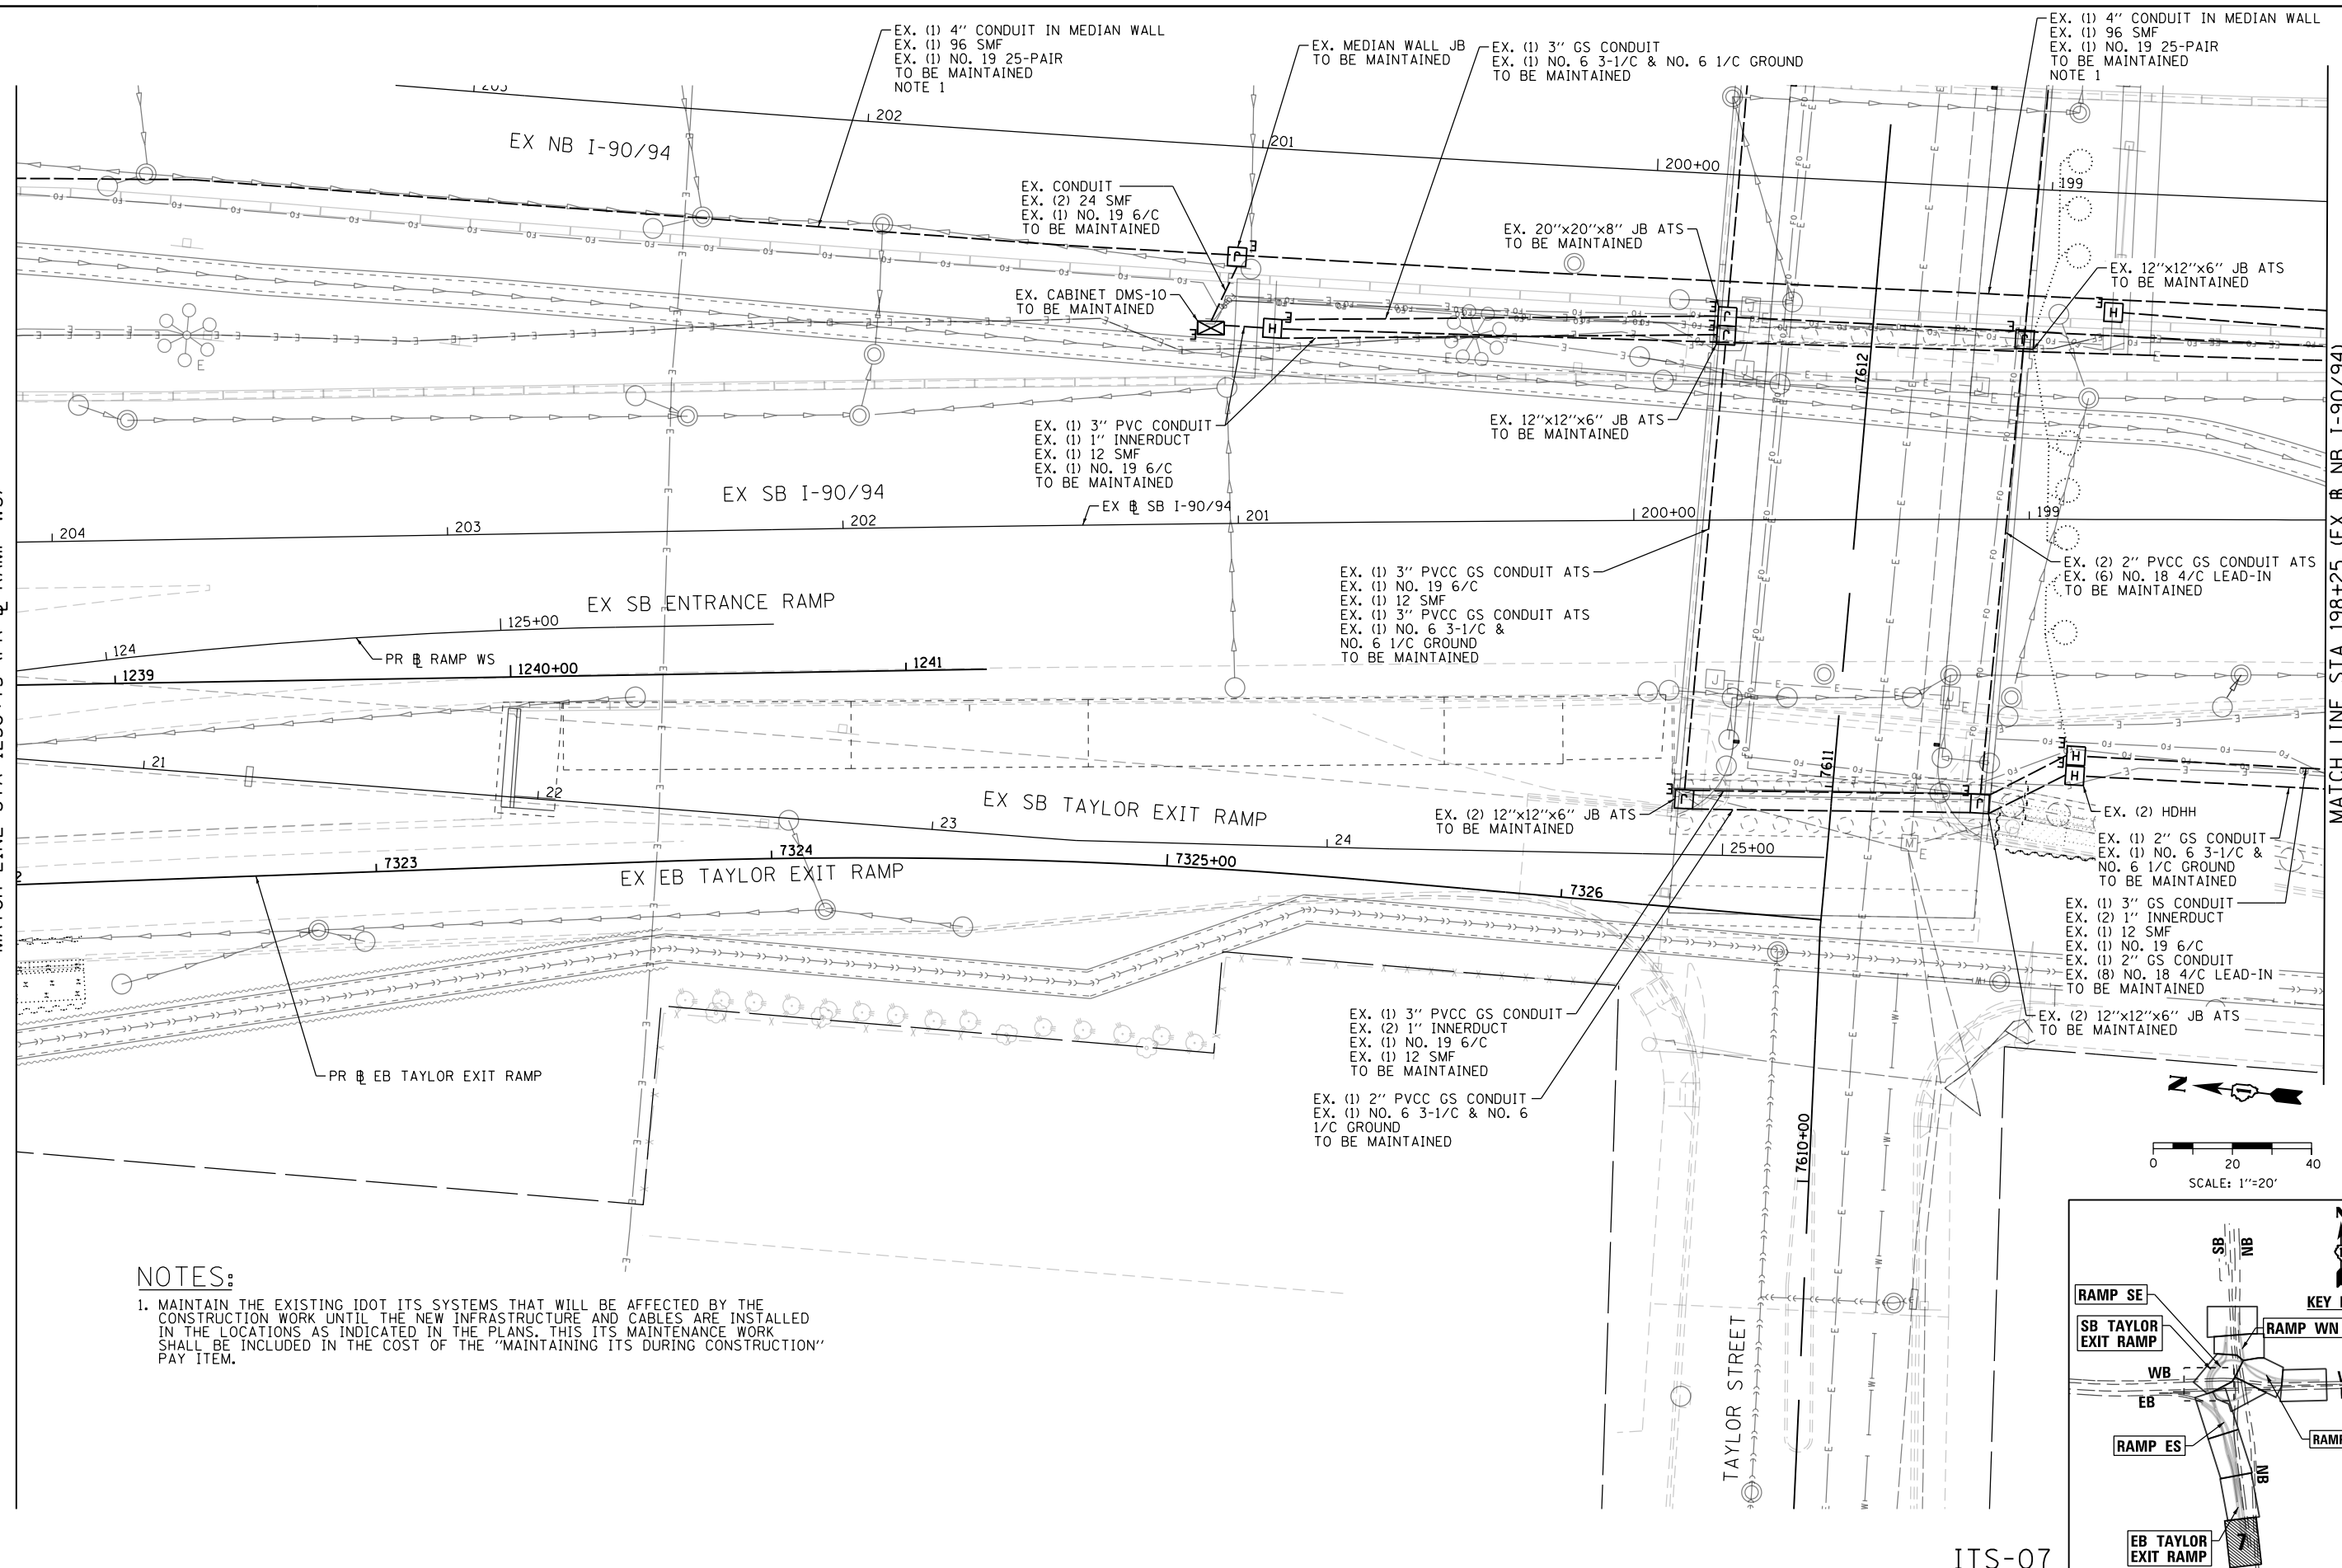 EX. (1) 4" CONDUIT IN MEDIAN WALL
EX. (1) 96 SMF
EX. (1) NO. 19 25-PAIR
TO BE MAINTAINED
NOTE 1
EX. MEDIAN WALL JB
TO BE MAINTAINED
EX. (1) 3" GS CONDUIT
EX. (1) NO. 6 3-1/C & NO. 6 1/C GROUND
TO BE MAINTAINED
EX. (1) 4" CONDUIT IN MEDIAN WALL
EX. (1) 96 SMF
EX. (1) NO. 19 25-PAIR
TO BE MAINTAINED
NOTE 1
202
201
200+00
199
EX NB I-90/94
EX. CONDUIT
EX. (2) 24 SMF
EX. (1) NO. 19 6/C
TO BE MAINTAINED
EX. 20"x20"x8" JB ATS
TO BE MAINTAINED
EX. 12"x12"x6" JB ATS
TO BE MAINTAINED
EX. CABINET DMS-10
TO BE MAINTAINED
7612
EX. (1) 3" PVC CONDUIT
EX. (1) 1" INNERDUCT
EX. (1) 12 SMF
EX. (1) NO. 19 6/C
TO BE MAINTAINED
EX. 12"x12"x6" JB ATS
TO BE MAINTAINED
EX SB I-90/94
EX ℄ SB I-90/94
204
203
202
201
200+00
199
EX. (1) 3" PVCC GS CONDUIT ATS
EX. (1) NO. 19 6/C
EX. (1) 12 SMF
EX. (1) 3" PVCC GS CONDUIT ATS
EX. (1) NO. 6 3-1/C &
NO. 6 1/C GROUND
TO BE MAINTAINED
EX. (2) 2" PVCC GS CONDUIT ATS
EX. (6) NO. 18 4/C LEAD-IN
TO BE MAINTAINED
EX SB ENTRANCE RAMP
124
125+00
PR ℄ RAMP WS
1239
1240+00
1241
21
22
23
24
25+00
EX SB TAYLOR EXIT RAMP
7611
EX. (2) 12"x12"x6" JB ATS
TO BE MAINTAINED
EX. (2) HDHH
EX. (1) 2" GS CONDUIT
EX. (1) NO. 6 3-1/C &
NO. 6 1/C GROUND
TO BE MAINTAINED
7323
7324
7325+00
7326
EX EB TAYLOR EXIT RAMP
EX. (1) 3" GS CONDUIT
EX. (2) 1" INNERDUCT
EX. (1) 12 SMF
EX. (1) NO. 19 6/C
EX. (1) 2" GS CONDUIT
EX. (8) NO. 18 4/C LEAD-IN
TO BE MAINTAINED
EX. (2) 12"x12"x6" JB ATS
TO BE MAINTAINED
EX. (1) 3" PVCC GS CONDUIT
EX. (2) 1" INNERDUCT
EX. (1) NO. 19 6/C
EX. (1) 12 SMF
TO BE MAINTAINED
EX. (1) 2" PVCC GS CONDUIT
EX. (1) NO. 6 3-1/C & NO. 6
1/C GROUND
TO BE MAINTAINED
PR ℄ EB TAYLOR EXIT RAMP
7610+00
TAYLOR STREET
N
0 20 40
SCALE: 1"=20'
NOTES:
1. MAINTAIN THE EXISTING IDOT ITS SYSTEMS THAT WILL BE AFFECTED BY THE
CONSTRUCTION WORK UNTIL THE NEW INFRASTRUCTURE AND CABLES ARE INSTALLED
IN THE LOCATIONS AS INDICATED IN THE PLANS. THIS ITS MAINTENANCE WORK
SHALL BE INCLUDED IN THE COST OF THE "MAINTAINING ITS DURING CONSTRUCTION"
PAY ITEM.
SB
NB
KEY
RAMP SE
SB TAYLOR
EXIT RAMP
RAMP WN
WB
EB
RAMP ES
NB
EB TAYLOR
EXIT RAMP
7
ITS-07